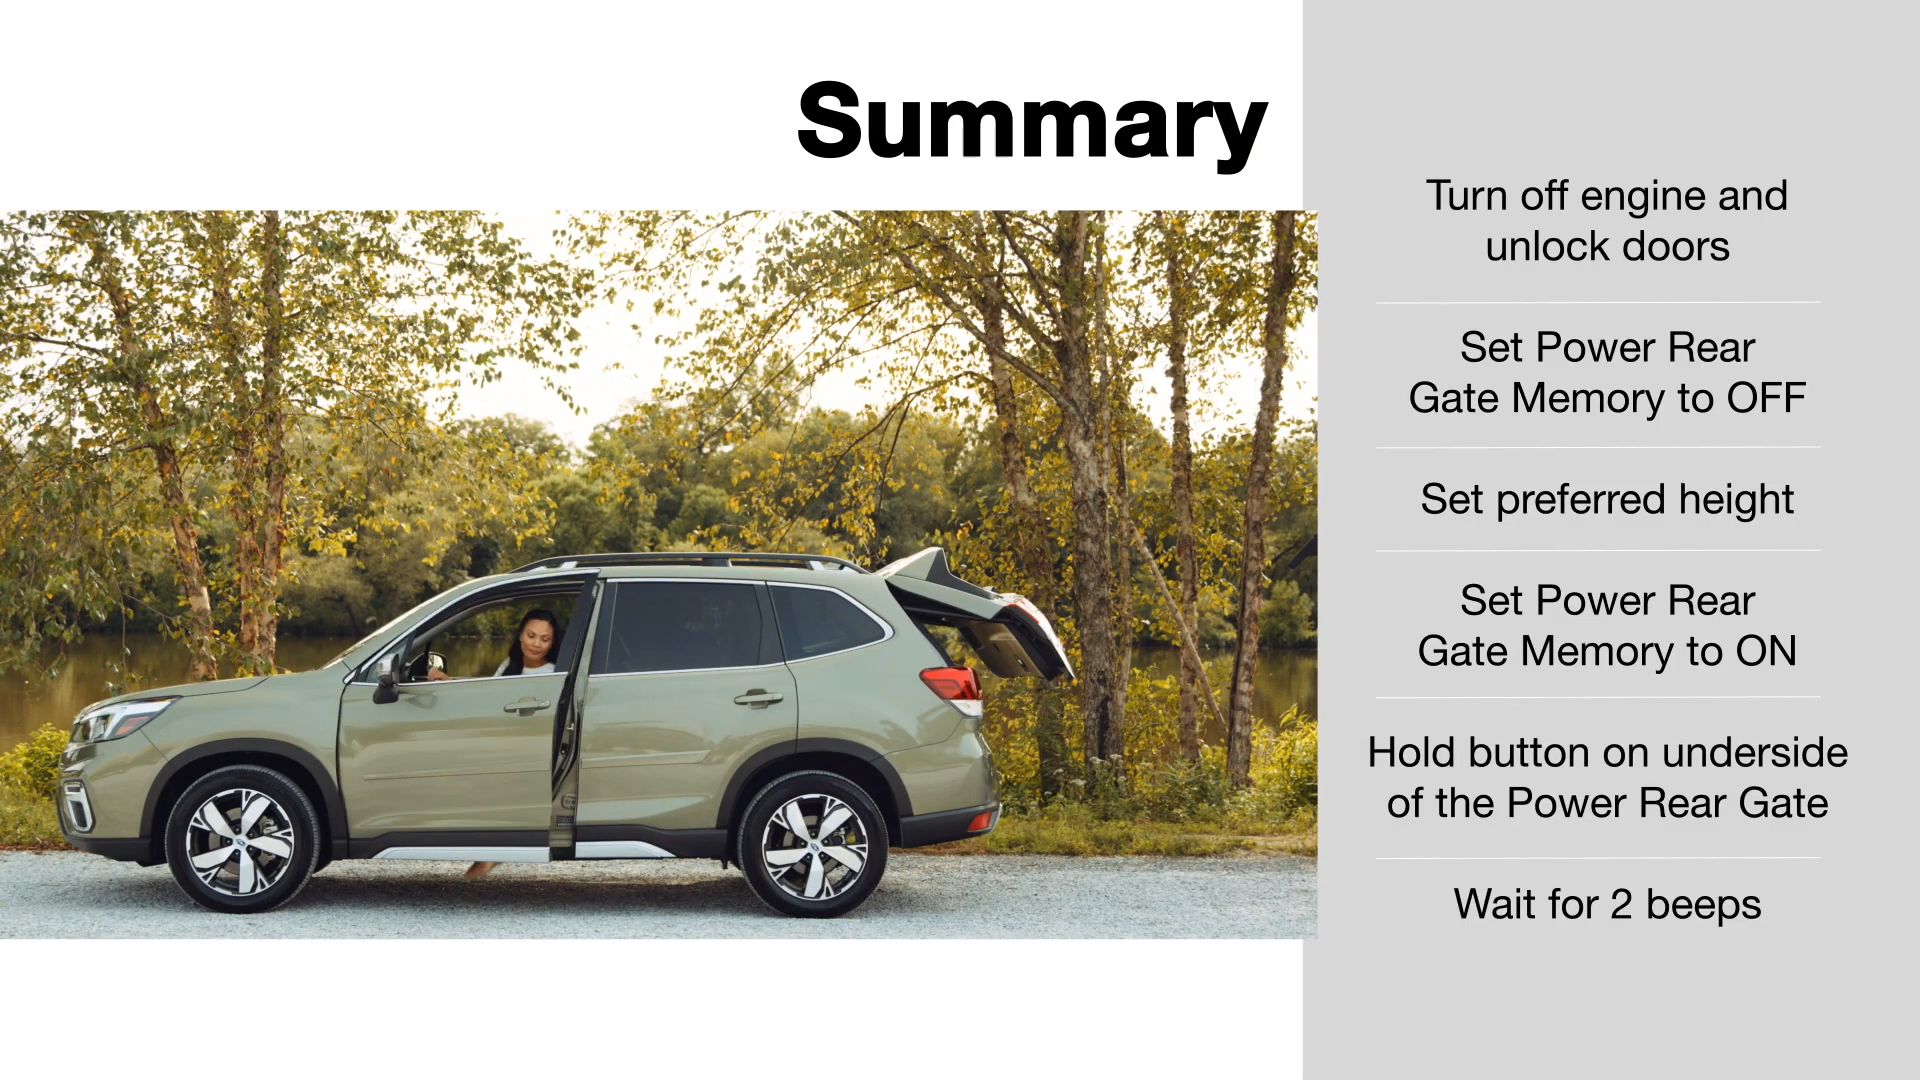 Summary
Turn off engine and
unlock doors
Set Power Rear
Gate Memory to OFF
Set preferred height
Set Power Rear
Gate Memory to ON
Hold button on underside
of the Power Rear Gate
Wait for 2 beeps